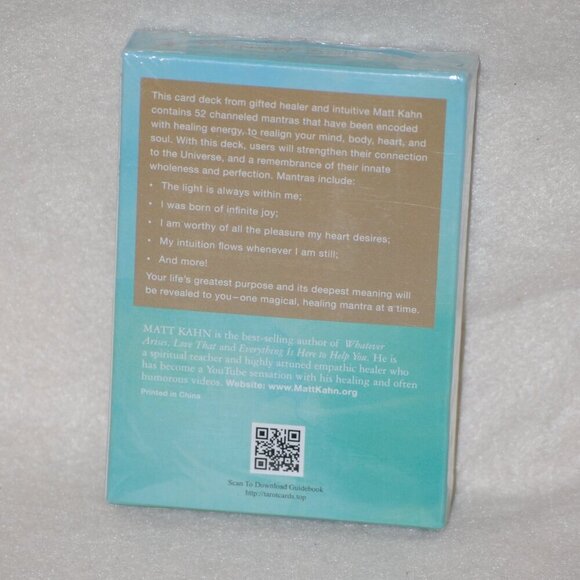 This card deck from gifted healer and intuitive Matt Kahn
contains 52 channeled mantras that have been encoded
with healing energy, to realign your mind, body, heart, and
soul. With this deck, users will strengthen their connection
to the Universe, and a remembrance of their innate
wholeness and perfection. Mantras include:
• The light is always within me;
• I was born of infinite joy;
• I am worthy of all the pleasure my heart desires;
• My intuition flows whenever I am still;
• And more!
Your life's greatest purpose and its deepest meaning will
be revealed to you—one magical, healing mantra at a time.
MATT KAHN is the best-selling author of Whatever
Arises, Love That and Everything Is Here to Help You. He is
a spiritual teacher and highly attuned empathic healer who
has become a YouTube sensation with his healing and often
humorous videos. Website: www.MattKahn.org
Printed in China
Scan To Download Guidebook
http://tarotcards.top